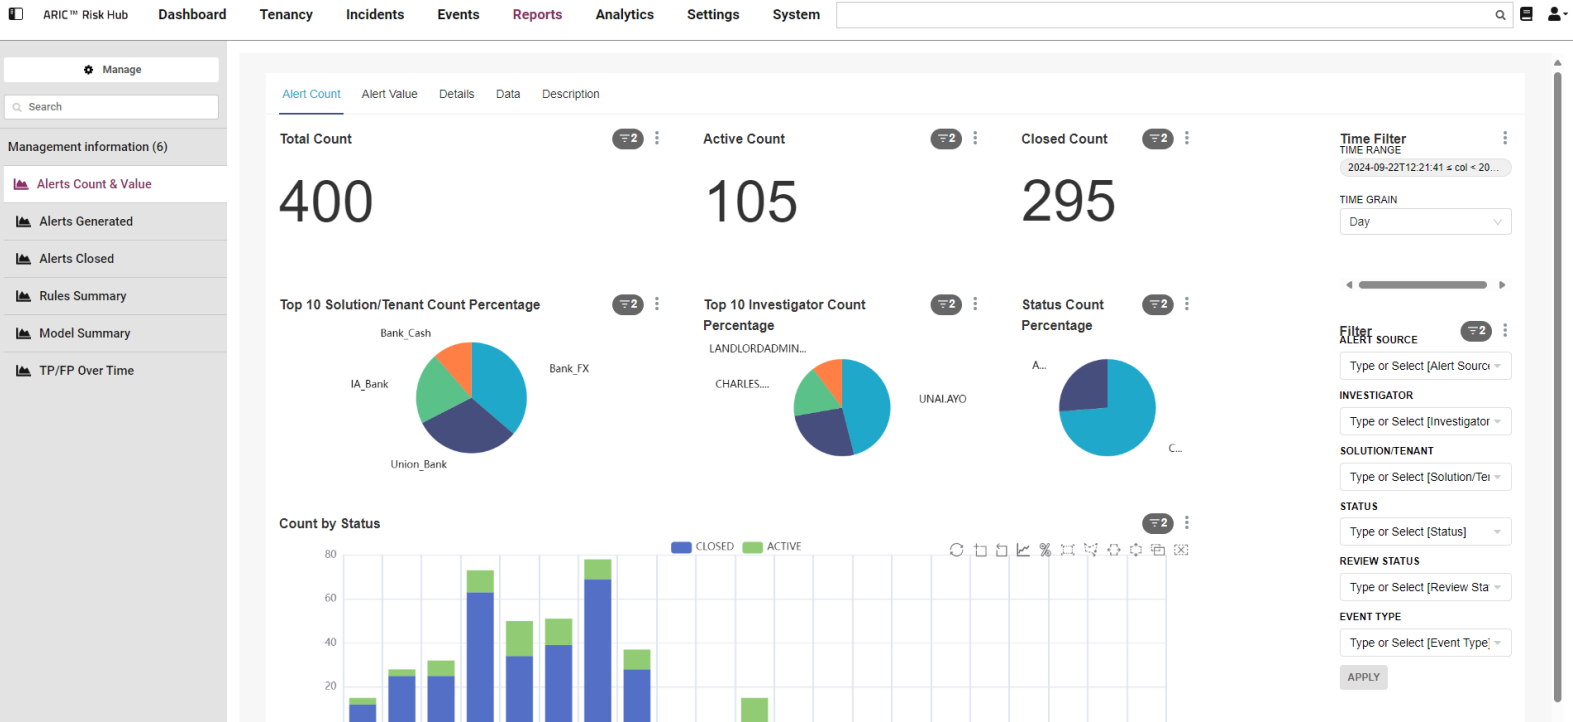 ARIC™ Risk Hub Dashboard Tenancy Incidents Events Reports Analytics Settings System
Manage
Search
Management information (6)
Alerts Count & Value
Alerts Generated
Alerts Closed
Rules Summary
Model Summary
TP/FP Over Time
Alert Count Alert Value Details Data Description
Total Count 2
400
Active Count 2
105
Closed Count 2
295
Time Filter
TIME RANGE
2024-09-22T12:21:41 ≤ col < 20...
TIME GRAIN
Day
Top 10 Solution/Tenant Count Percentage 2
Bank_Cash
Bank_FX
IA_Bank
Union_Bank
Top 10 Investigator Count Percentage 2
LANDLORDADMIN...
CHARLES....
UNAI.AYO
Status Count Percentage 2
A...
C...
Filter 2
ALERT SOURCE
Type or Select [Alert Source
INVESTIGATOR
Type or Select [Investigator
SOLUTION/TENANT
Type or Select [Solution/Ter
STATUS
Type or Select [Status]
REVIEW STATUS
Type or Select [Review Sta
EVENT TYPE
Type or Select [Event Type]
APPLY
Count by Status 2
CLOSED ACTIVE
80
60
40
20